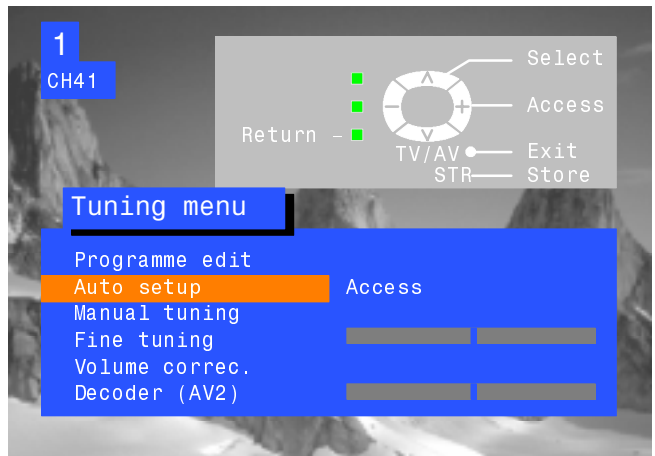 1
CH41
Select
Access
Return
TV/AV Exit
STR Store
Tuning menu
Programme edit
Auto setup Access
Manual tuning
Fine tuning
Volume correc.
Decoder (AV2)